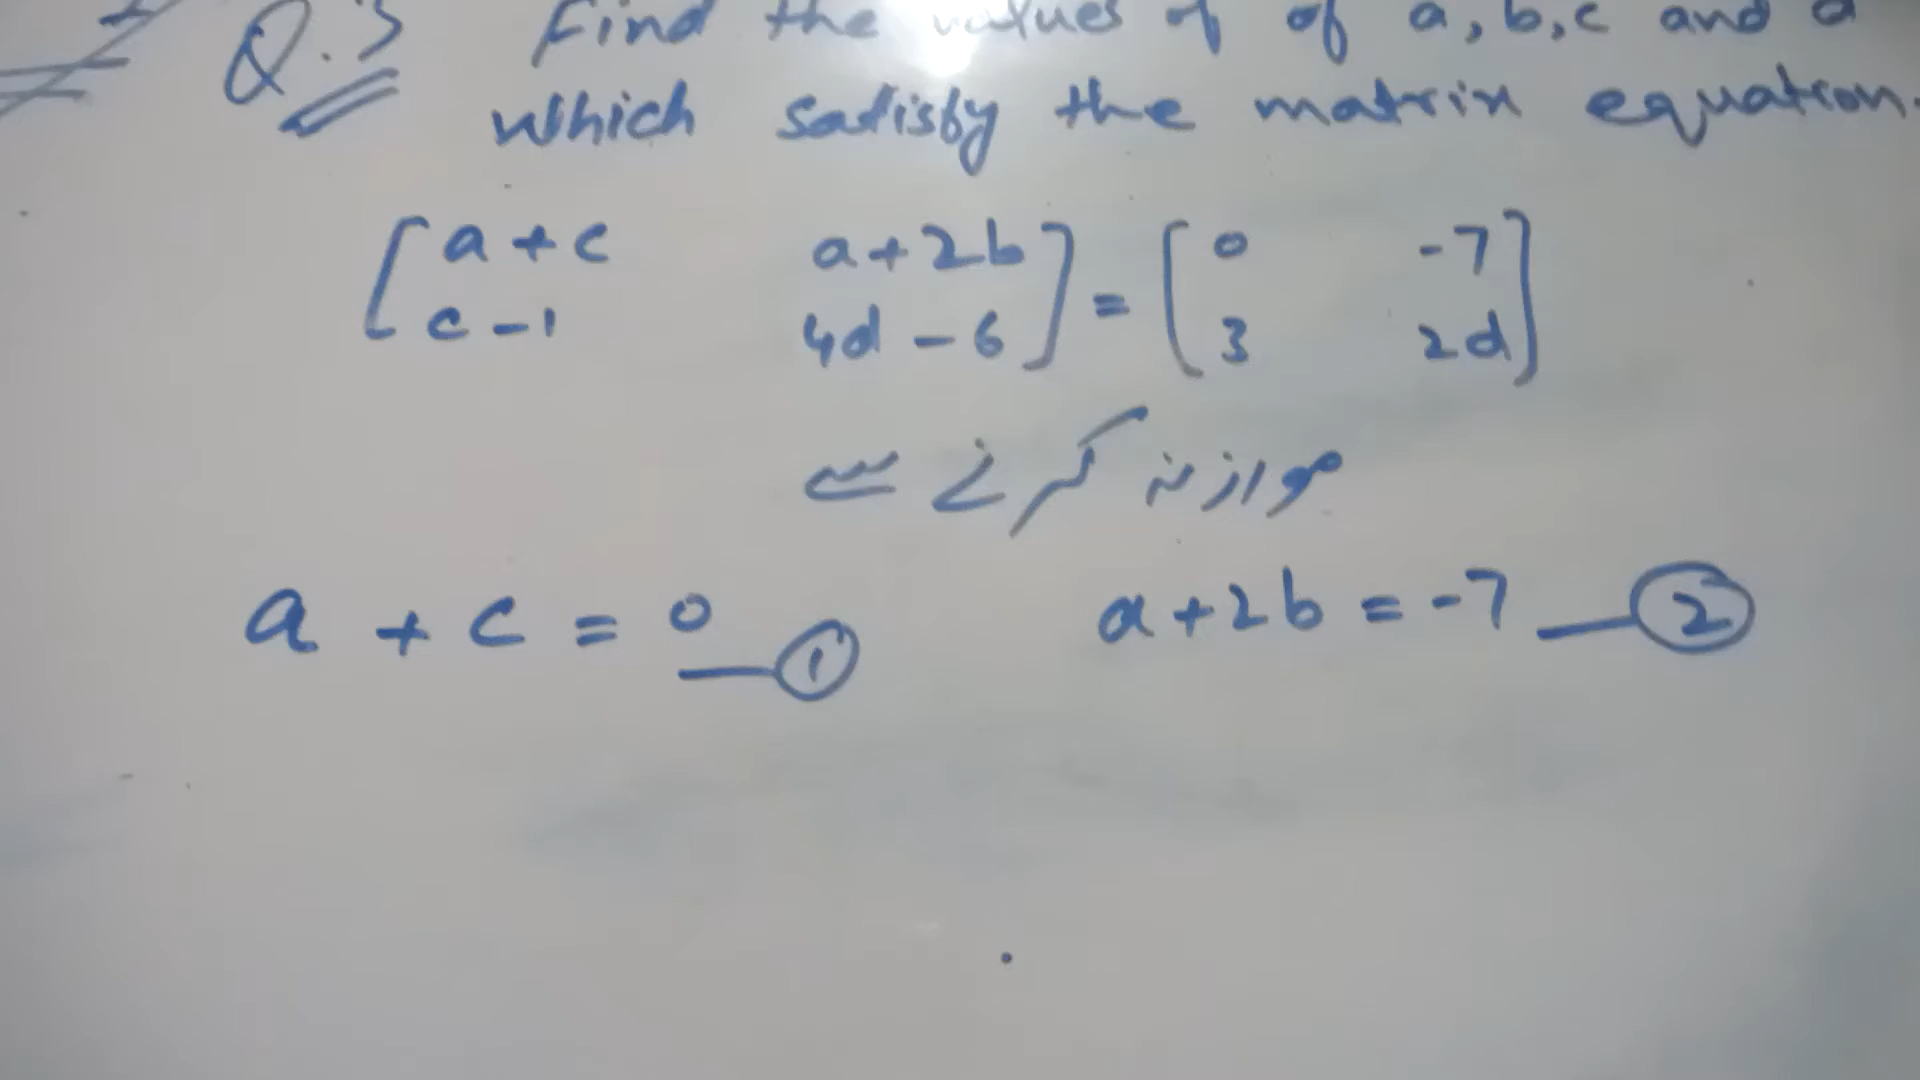 Q.3 Find the values of of a, b, c and d
which satisby the matrix equation.
[ a + c a + 2b ] = [ 0 -7 ]
[ c - 1 4d - 6 ] [ 3 2d ]
موازنہ کرنے سے
a + c = 0 — 1 a + 2b = -7 — 2